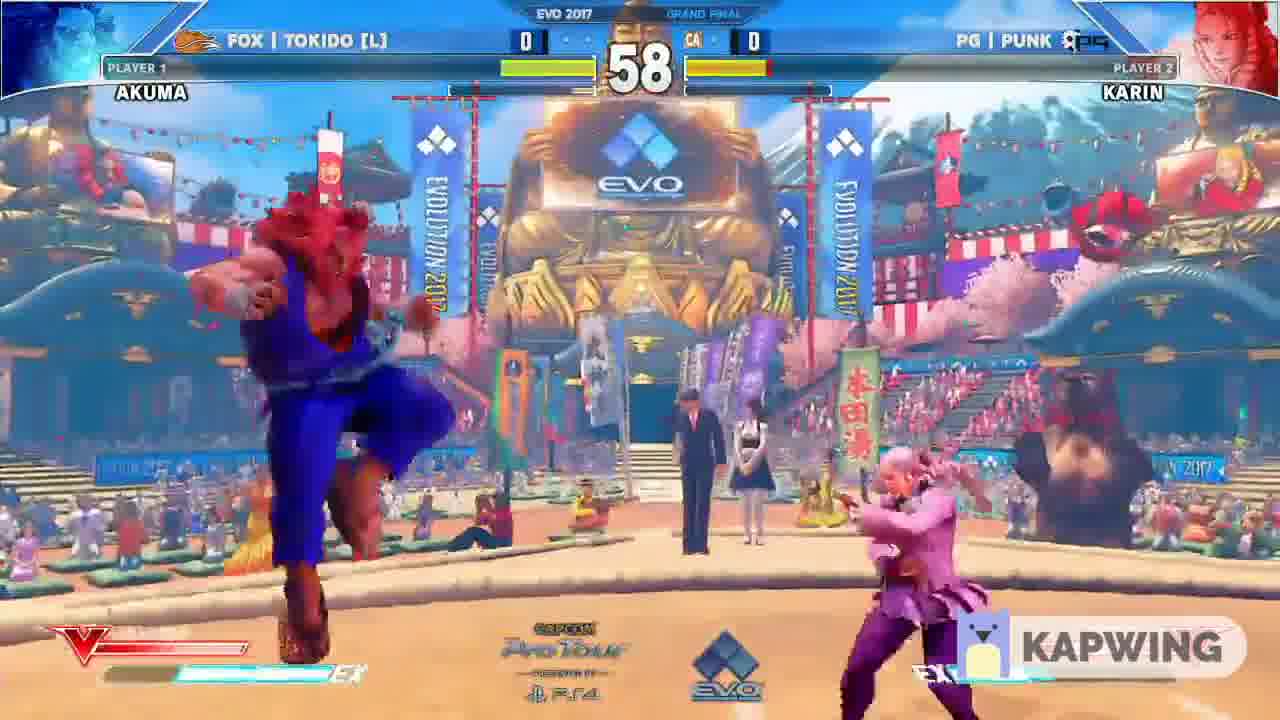 EVO 2017 GRAND FINAL
FOX | TOKIDO [L] 0 58 CA 0 PG | PUNK
PLAYER 1 PLAYER 2
AKUMA KARIN
EVO
EVOLUTION 2017
EVOLUTION 2017
2017
V
EX
EX
CAPCOM
PRO TOUR
PS4
EVO
KAPWING